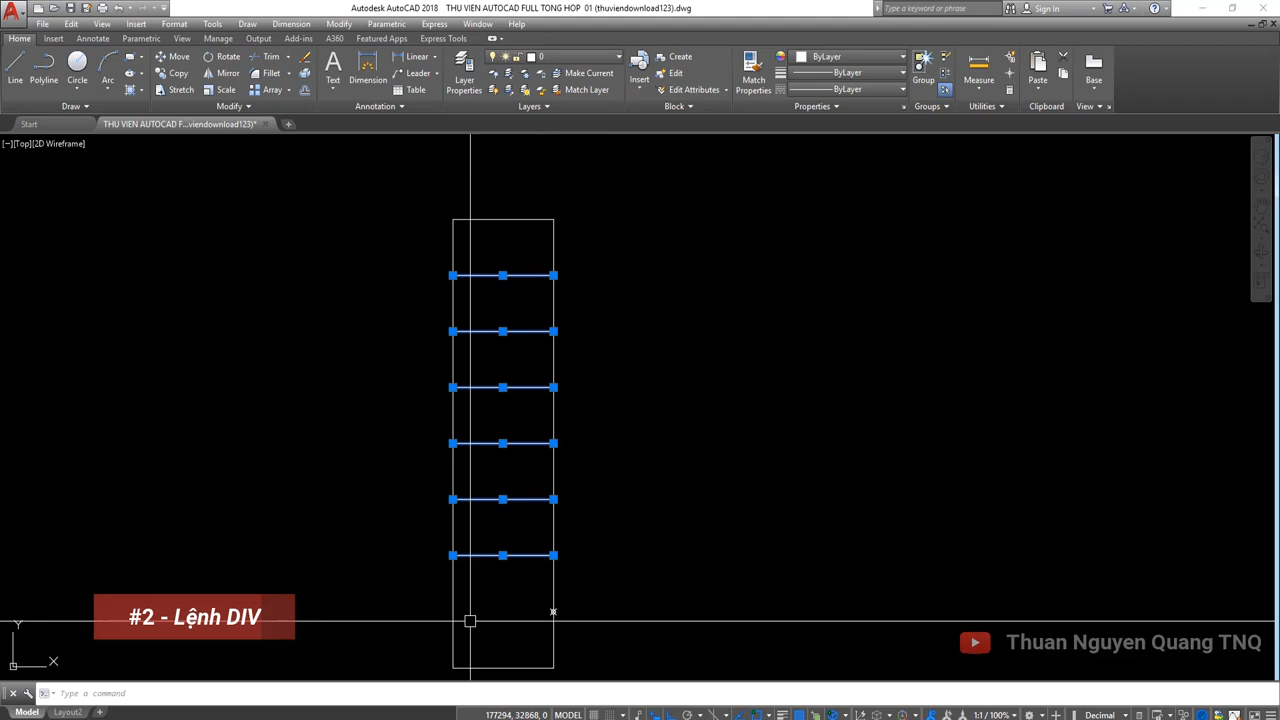 Autodesk AutoCAD 2018 THU VIEN AUTOCAD FULL TONG HOP 01 (thuviendownload123).dwg
Type a keyword or phrase
Sign In
File Edit View Insert Format Tools Draw Dimension Modify Parametric Express Window Help
Home Insert Annotate Parametric View Manage Output Add-ins A360 Featured Apps Express Tools
Line
Polyline
Circle
Arc
Move
Rotate
Trim
Copy
Mirror
Fillet
Stretch
Scale
Array
Text
Dimension
Linear
Leader
Table
Layer
Properties
0
Make Current
Match Layer
Insert
Create
Edit
Edit Attributes
Match
Properties
ByLayer
ByLayer
ByLayer
Group
Measure
Paste
Base
Draw
Modify
Annotation
Layers
Block
Properties
Groups
Utilities
Clipboard
View
Start
THU VIEN AUTOCAD F...viendownload123)*
[−][Top][2D Wireframe]
#2 - Lệnh DIV
Y
X
Thuan Nguyen Quang TNQ
Type a command
Model Layout2
177294, 32868, 0 MODEL
1:1 / 100%
Decimal